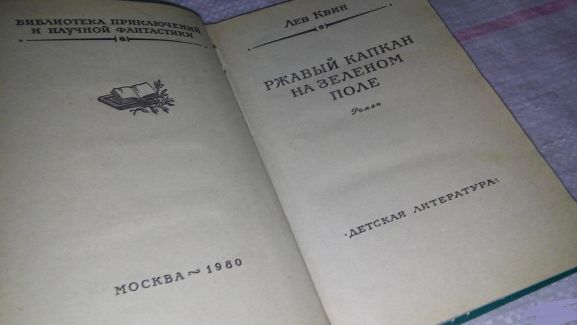 БИБЛИОТЕКА ПРИКЛЮЧЕНИЙ
И НАУЧНОЙ ФАНТАСТИКИ
МОСКВА ~ 1980
ЛЕВ КВИН
РЖАВЫЙ КАПКАН
НА ЗЕЛЕНОМ
ПОЛЕ
Роман
«ДЕТСКАЯ ЛИТЕРАТУРА»